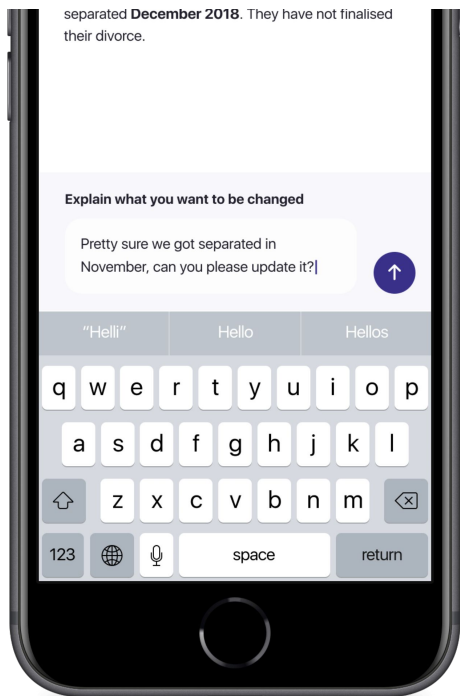 separated December 2018. They have not finalised
their divorce.
Explain what you want to be changed
Pretty sure we got separated in
November, can you please update it?
“Helli” Hello Hellos
q w e r t y u i o p
a s d f g h j k l
z x c v b n m
123 space return